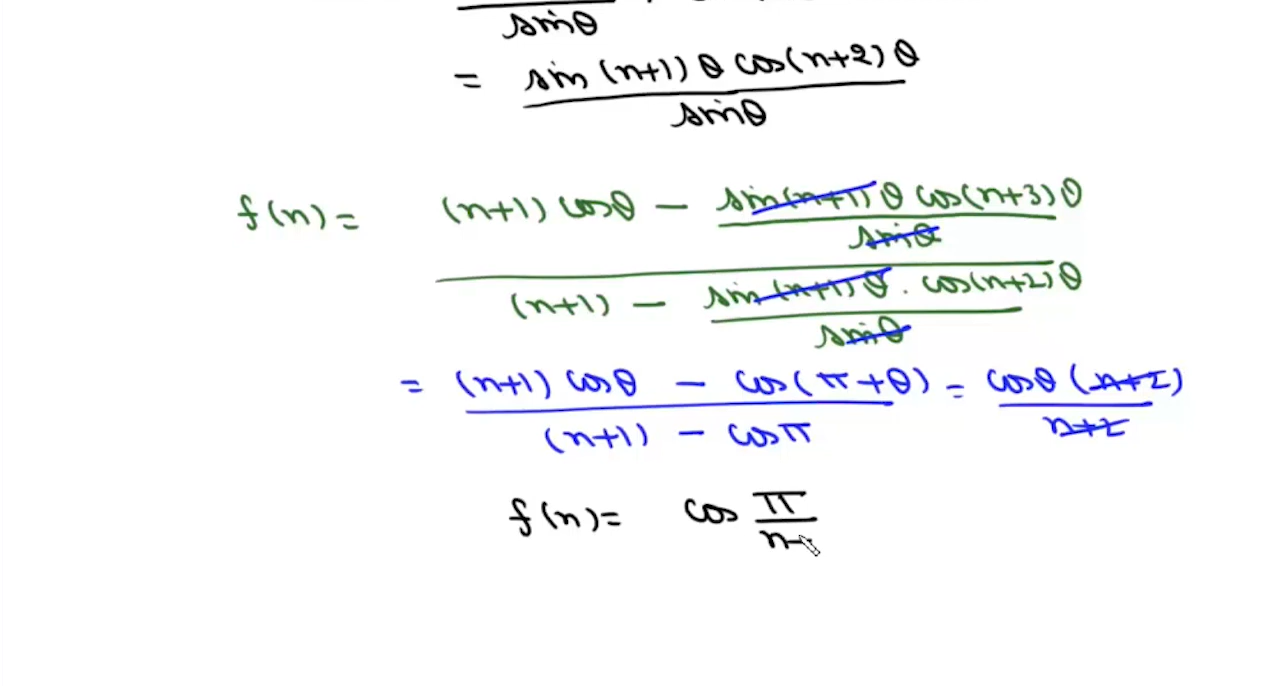 sinθ
= sin (n+1) θ cos(n+2) θ
sinθ
f(n) = (n+1) cosθ − sin(n+1) θ cos(n+3) θ
sinθ
(n+1) − sin (n+1) θ . cos(n+2) θ
sinθ
= (n+1) cosθ − cos(π+θ) = cosθ (n+2)
(n+1) − cosπ n+2
f(n) = cos π
n-